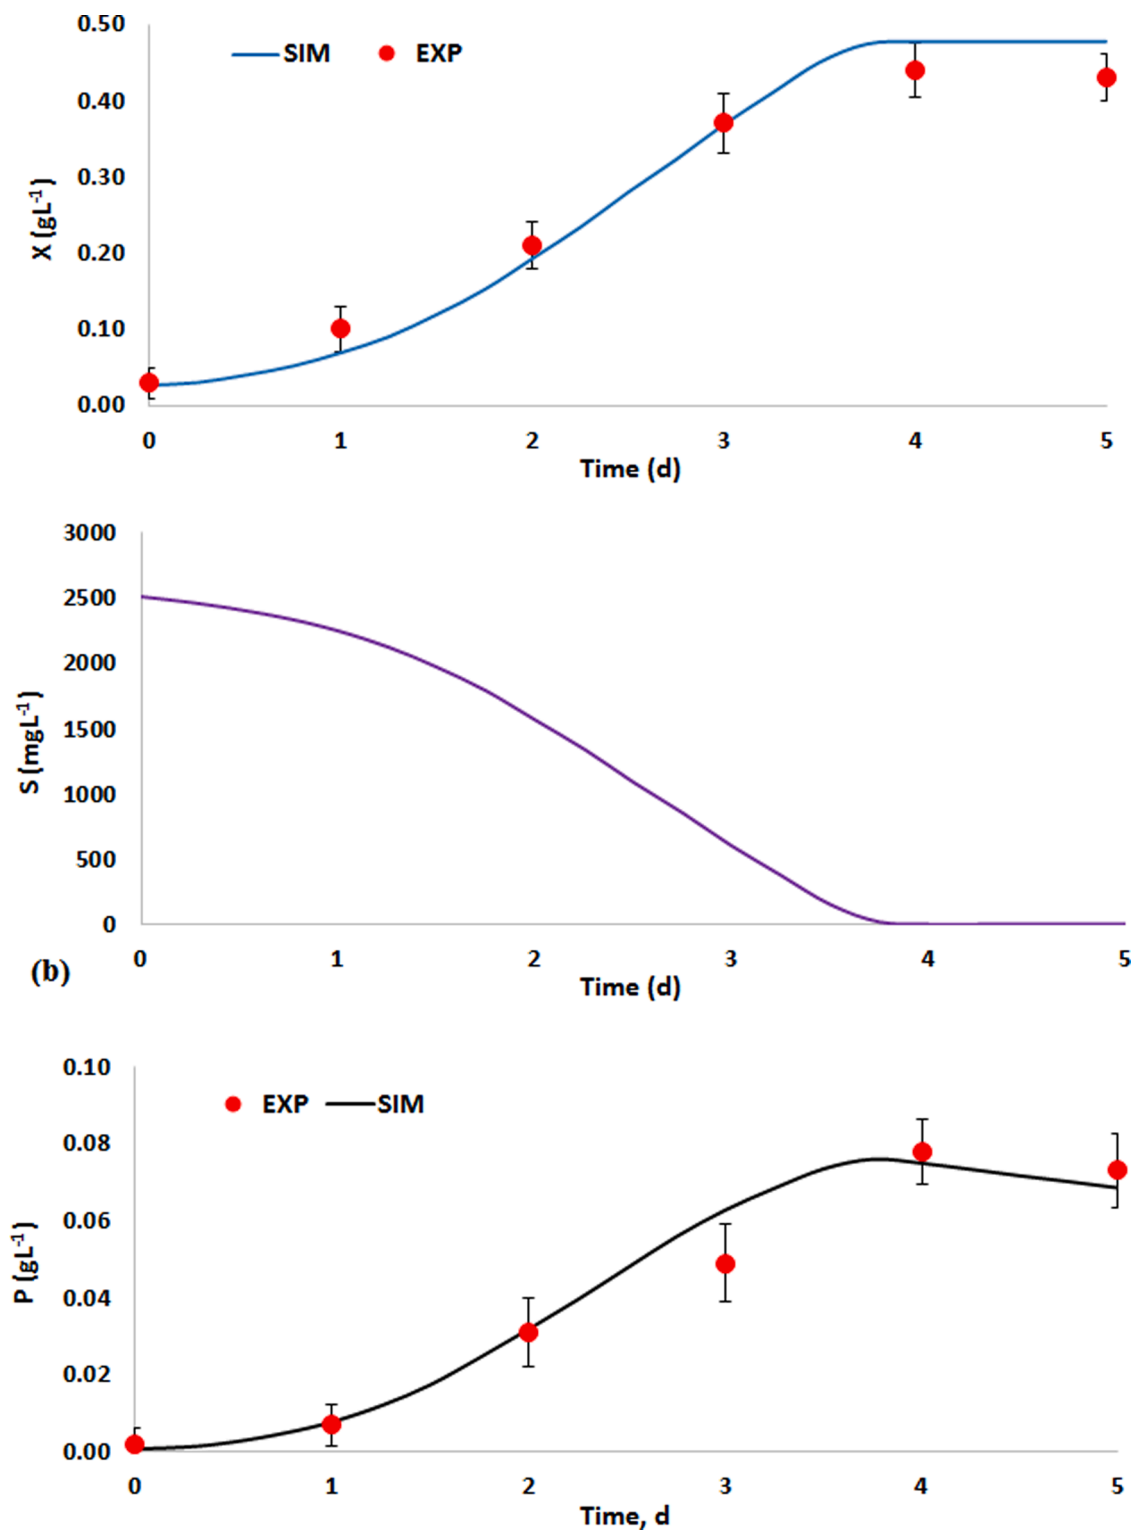 0.50
SIM EXP
0.40
0.30
X (gL-1)
0.20
0.10
0.00
0 1 2 3 4 5
Time (d)
3000
2500
2000
S (mgL-1)
1500
1000
500
0
0 1 2 3 4 5
(b)
Time (d)
0.10
EXP SIM
0.08
0.06
P (gL-1)
0.04
0.02
0.00
0 1 2 3 4 5
Time, d